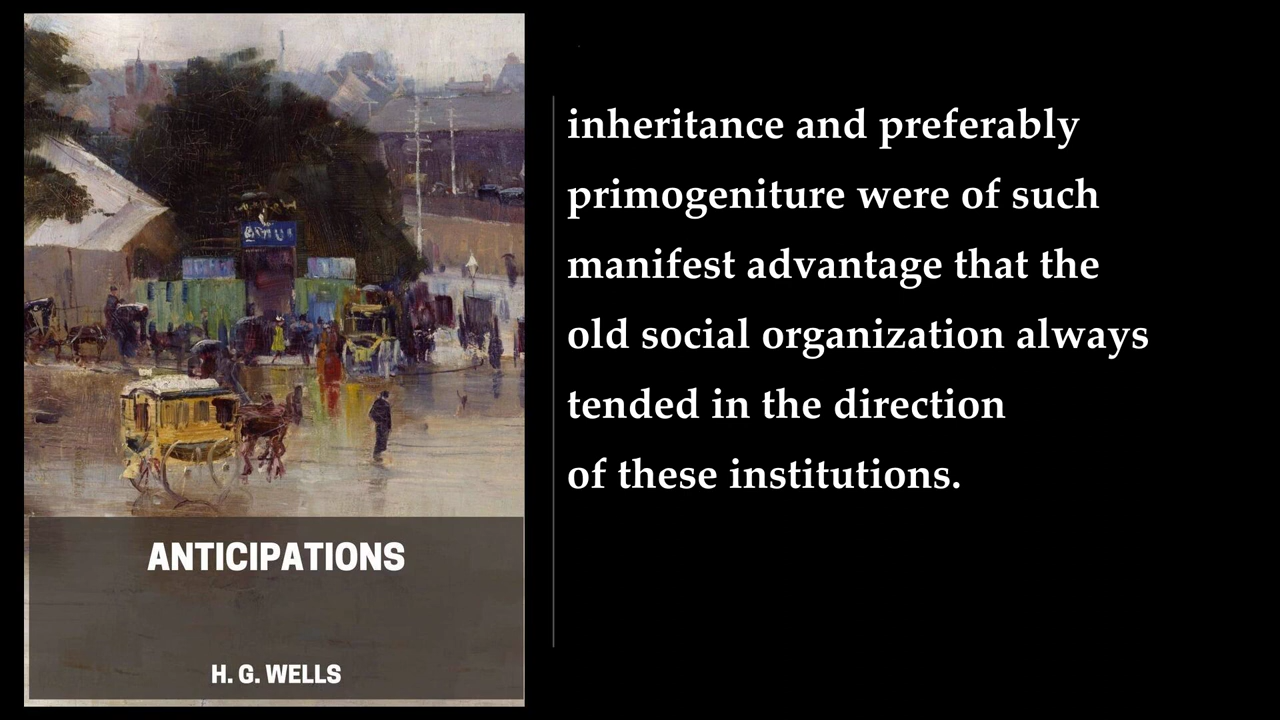 ANTICIPATIONS
H. G. WELLS
inheritance and preferably
primogeniture were of such
manifest advantage that the
old social organization always
tended in the direction
of these institutions.